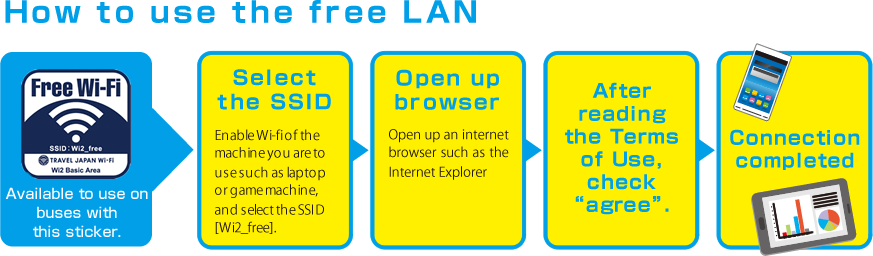 How to use the free LAN
Free Wi-Fi
SSID：Wi2_free
TRAVEL JAPAN Wi-Fi
Wi2 Basic Area
Available to use on
buses with
this sticker.
Select
the SSID
Enable Wi-fi of the
machine you are to
use such as laptop
or game machine,
and select the SSID
[Wi2_free].
Open up
browser
Open up an internet
browser such as the
Internet Explorer
After
reading
the Terms
of Use,
check
“agree”.
Connection
completed